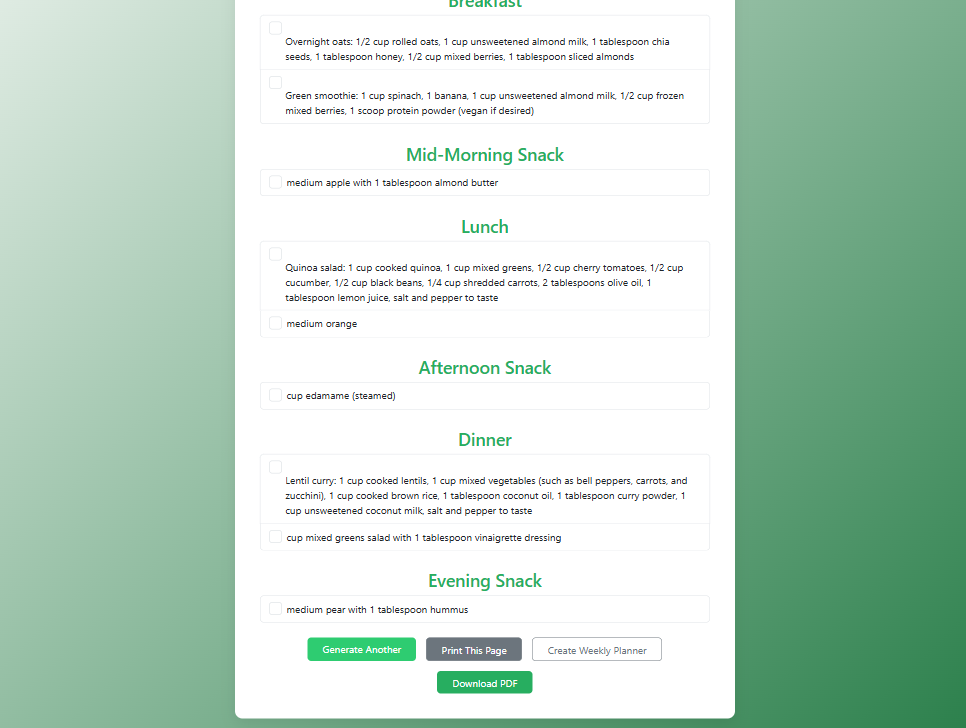 Breakfast
Overnight oats: 1/2 cup rolled oats, 1 cup unsweetened almond milk, 1 tablespoon chia
seeds, 1 tablespoon honey, 1/2 cup mixed berries, 1 tablespoon sliced almonds
Green smoothie: 1 cup spinach, 1 banana, 1 cup unsweetened almond milk, 1/2 cup frozen
mixed berries, 1 scoop protein powder (vegan if desired)
Mid-Morning Snack
medium apple with 1 tablespoon almond butter
Lunch
Quinoa salad: 1 cup cooked quinoa, 1 cup mixed greens, 1/2 cup cherry tomatoes, 1/2 cup
cucumber, 1/2 cup black beans, 1/4 cup shredded carrots, 2 tablespoons olive oil, 1
tablespoon lemon juice, salt and pepper to taste
medium orange
Afternoon Snack
cup edamame (steamed)
Dinner
Lentil curry: 1 cup cooked lentils, 1 cup mixed vegetables (such as bell peppers, carrots, and
zucchini), 1 cup cooked brown rice, 1 tablespoon coconut oil, 1 tablespoon curry powder, 1
cup unsweetened coconut milk, salt and pepper to taste
cup mixed greens salad with 1 tablespoon vinaigrette dressing
Evening Snack
medium pear with 1 tablespoon hummus
Generate Another
Print This Page
Create Weekly Planner
Download PDF